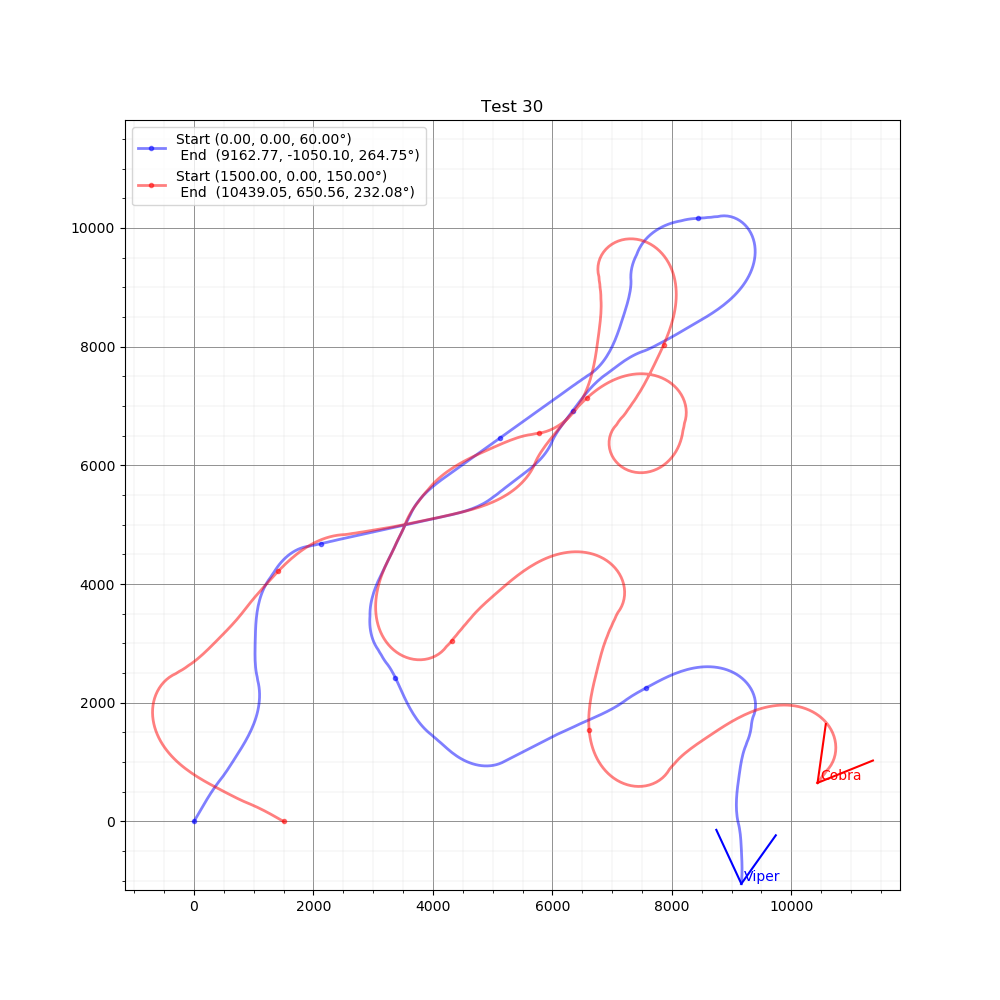 Test 30
Start (0.00, 0.00, 60.00°)
End (9162.77, -1050.10, 264.75°)
Start (1500.00, 0.00, 150.00°)
End (10439.05, 650.56, 232.08°)
10000
8000
6000
4000
2000
0
Cobra
Viper
0 2000 4000 6000 8000 10000